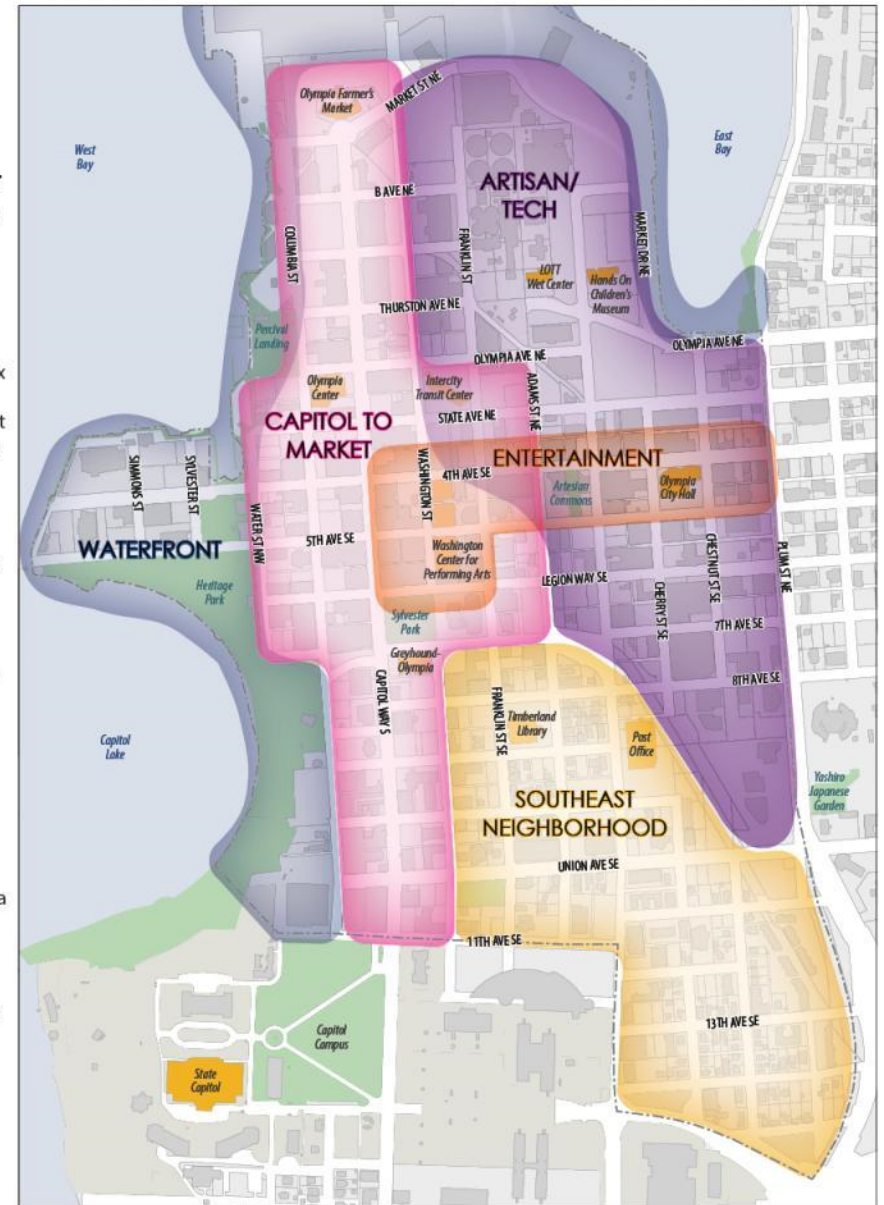 Olympia Farmer's
Market
MARKET ST NE
West
Bay
East
Bay
ARTISAN/
TECH
B AVE NE
COLUMBIA ST
FRANKLIN ST
MARKET DR NE
LOTT
Wet Center
Hands On
Children's
Museum
THURSTON AVE NE
Percival
Landing
OLYMPIA AVE NE
OLYMPIA AVE NE
x
Olympia
Center
Intercity
Transit Center
ADAMS ST NE
t
STATE AVE NE
CAPITOL TO
MARKET
SIMMONS ST
SYLVESTER ST
WASHINGTON ST
ENTERTAINMENT
4TH AVE SE
Artesian
Commons
Olympia
City Hall
WATER ST NW
5TH AVE SE
WATERFRONT
Washington
Center for
Performing Arts
CHESTNUT ST SE
PLUM ST NE
Heritage
Park
LEGION WAY SE
CHERRY ST SE
Sylvester
Park
7TH AVE SE
Greyhound-
Olympia
8TH AVE SE
CAPITOL WAY S
FRANKLIN ST SE
Timberland
Library
Post
Office
Capitol
Lake
Yashiro
Japanese
Garden
SOUTHEAST
NEIGHBORHOOD
UNION AVE SE
a
11TH AVE SE
13TH AVE SE
Capitol
Campus
State
Capitol